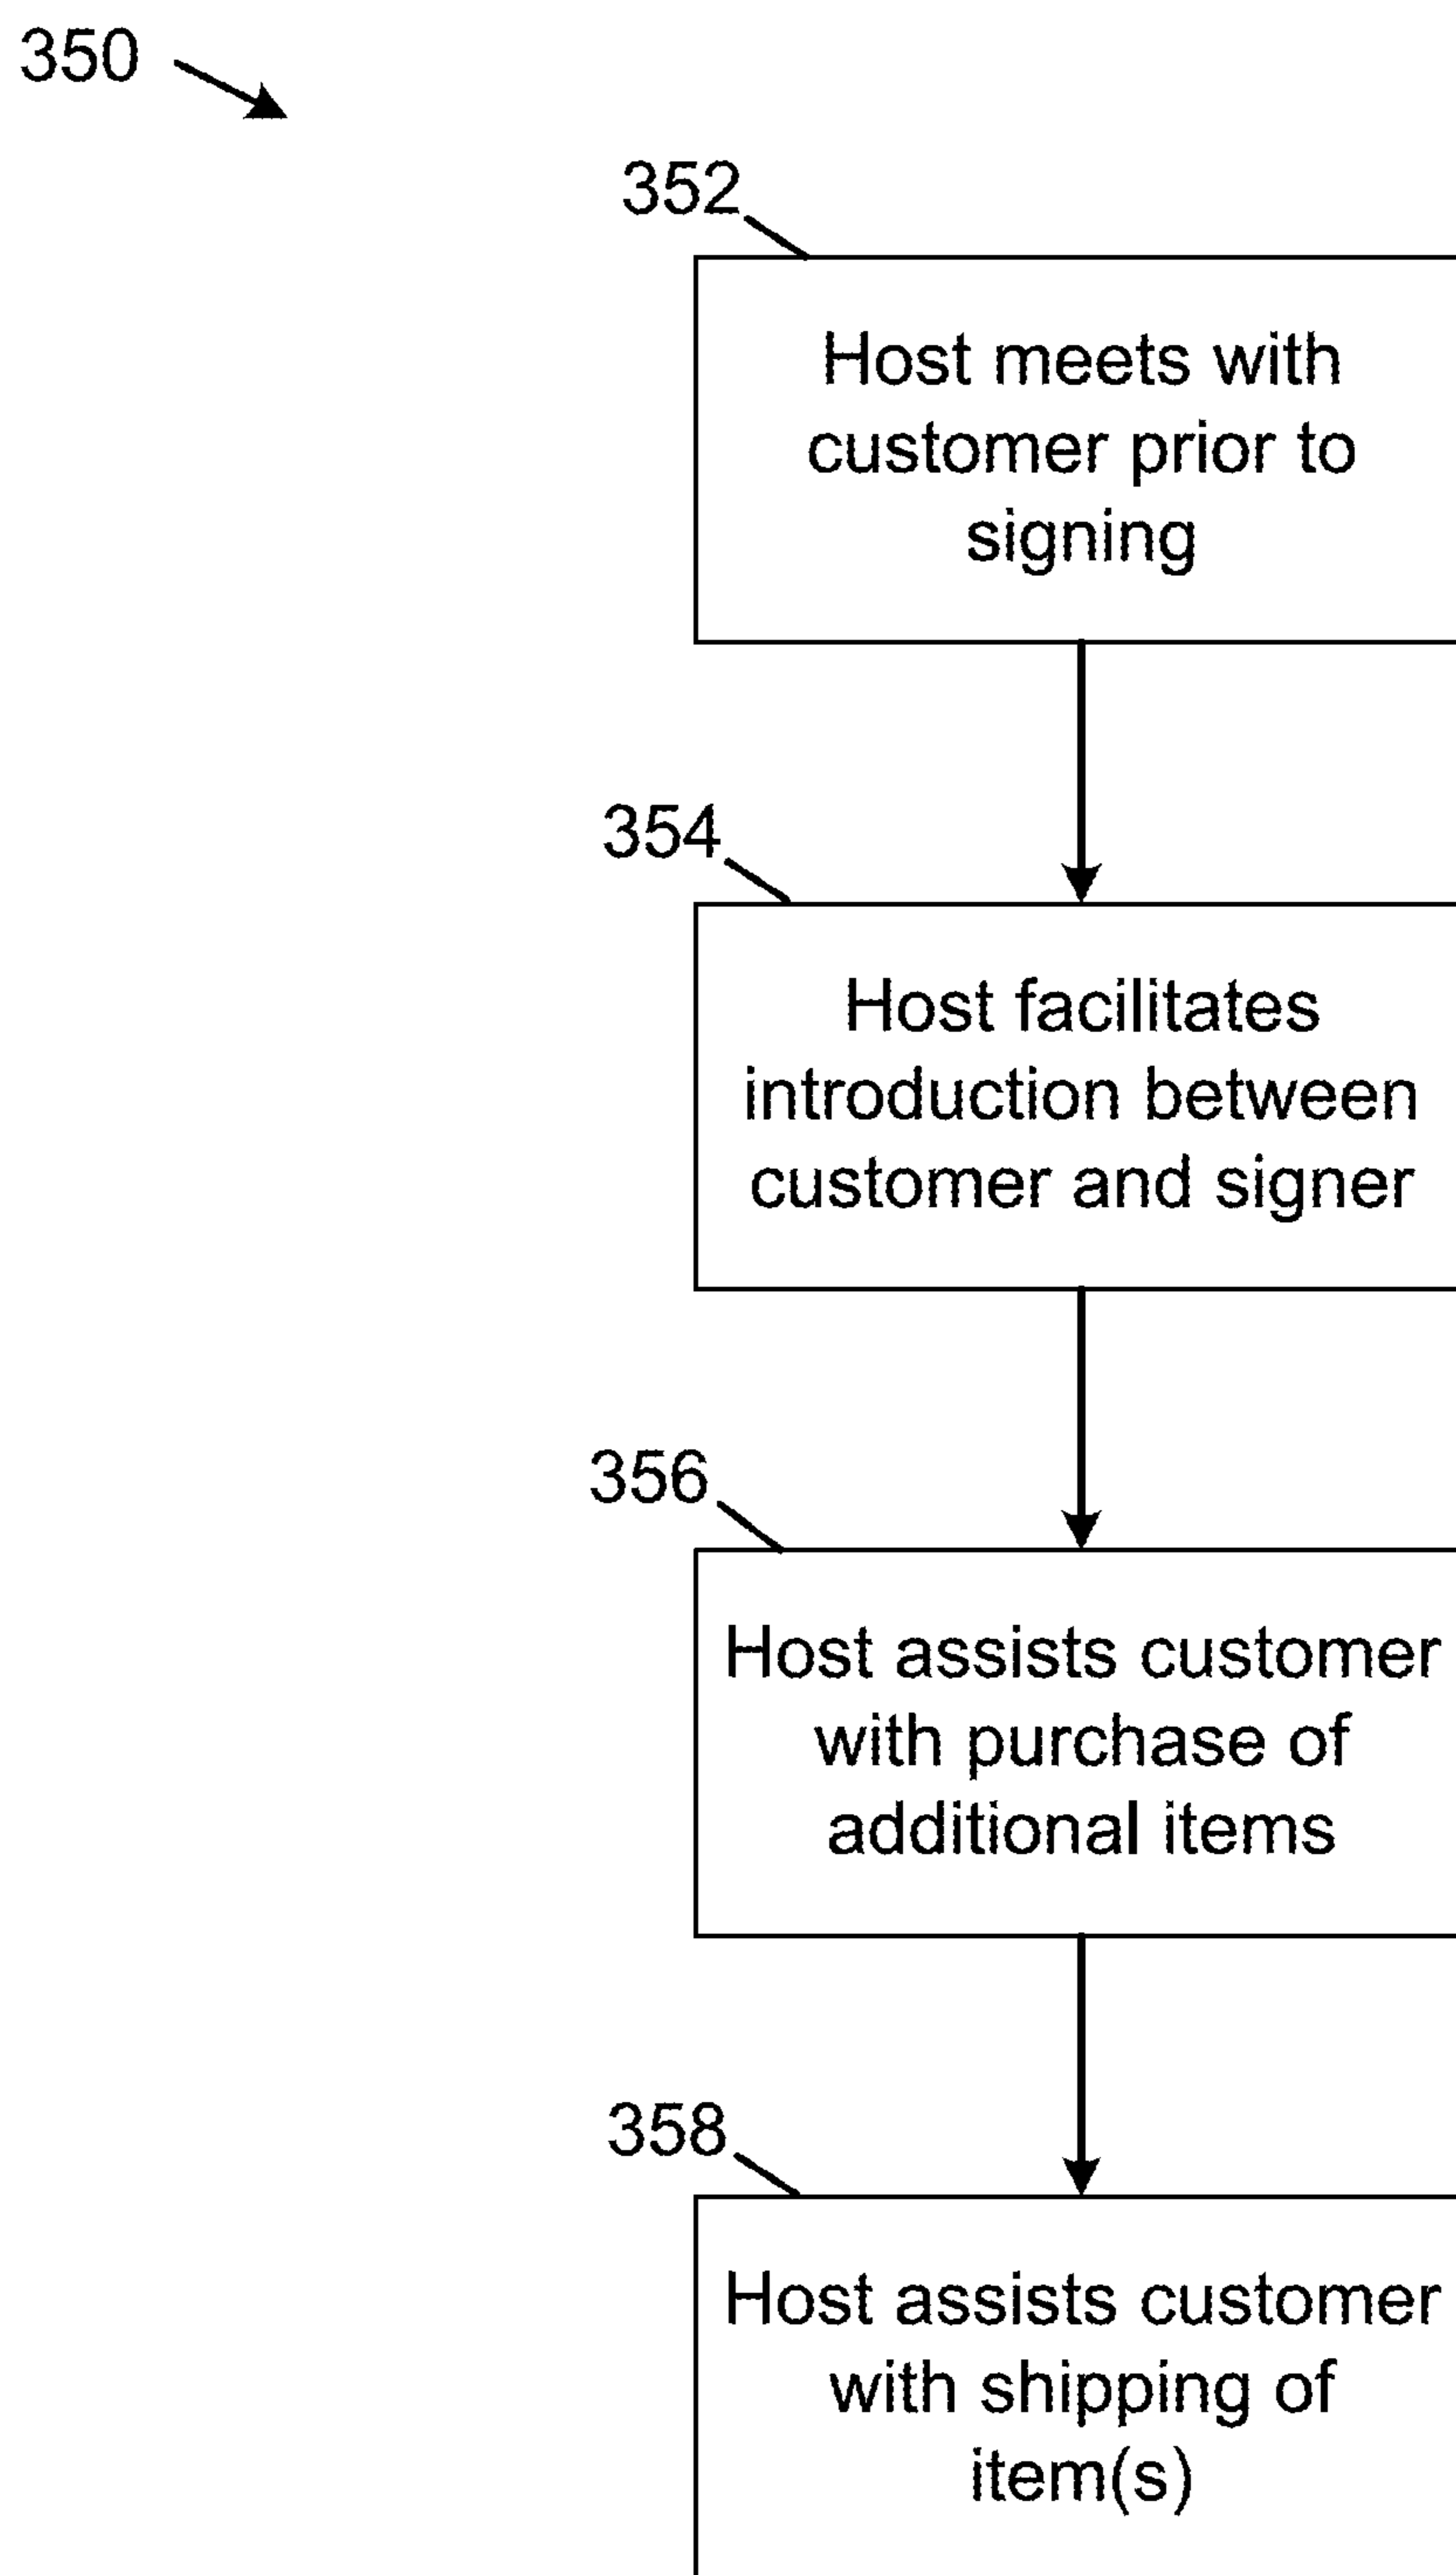 350
352
Host meets with
customer prior to
signing
354
Host facilitates
introduction between
customer and signer
356
Host assists customer
with purchase of
additional items
358
Host assists customer
with shipping of
item(s)